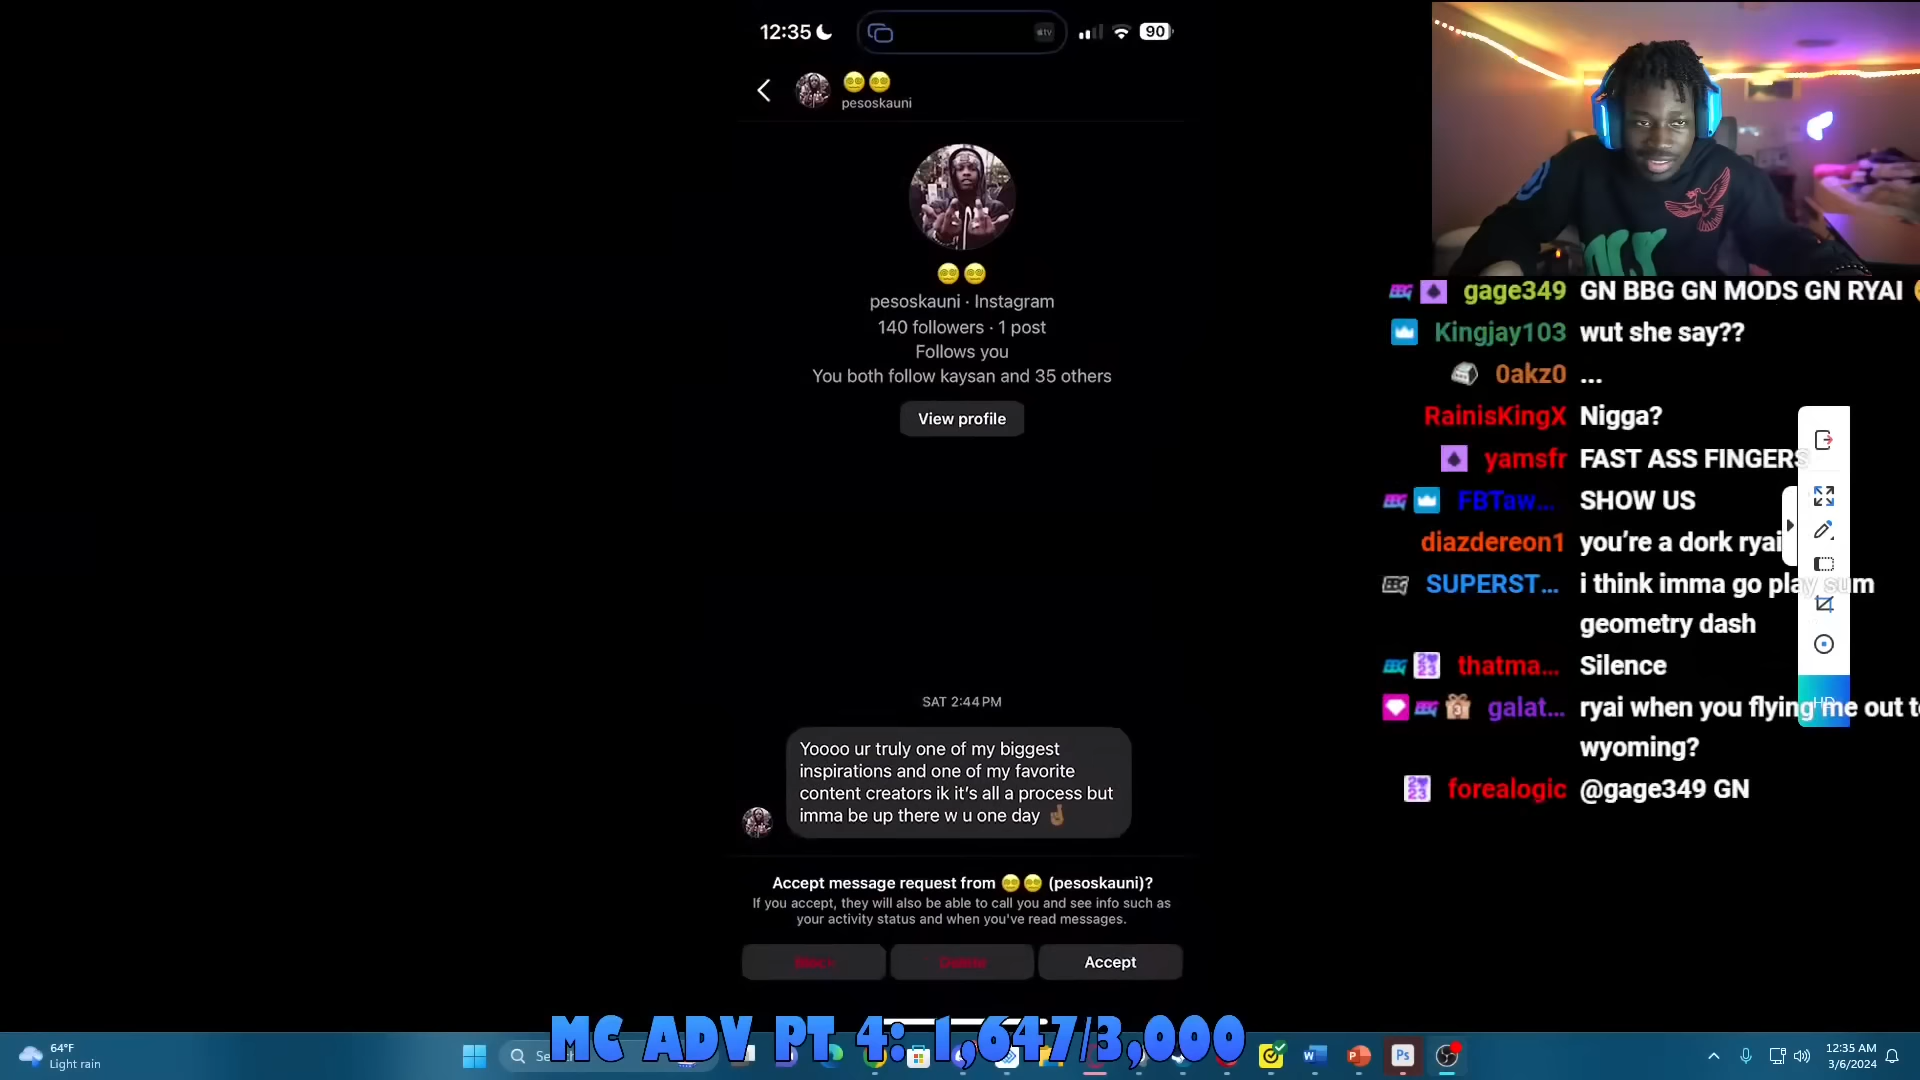 12:35
90
pesoskauni
pesoskauni · Instagram
140 followers · 1 post
Follows you
You both follow kaysan and 35 others
View profile
SAT 2:44 PM
Yoooo ur truly one of my biggest
inspirations and one of my favorite
content creators ik it's all a process but
imma be up there w u one day
Accept message request from (pesoskauni)?
If you accept, they will also be able to call you and see info such as
your activity status and when you've read messages.
Block
Delete
Accept
gage349 GN BBG GN MODS GN RYAI
Kingjay103 wut she say??
0akz0 ...
RainisKingX Nigga?
yamsfr FAST ASS FINGERS
FBTaw... SHOW US
diazdereon1 you're a dork ryai
SUPERST... i think imma go play sum
geometry dash
thatma... Silence
galat... ryai when you flying me out to
wyoming?
forealogic @gage349 GN
HD
MC ADV PT 4: 1,647/3,000
64°F
Light rain
12:35 AM
3/6/2024